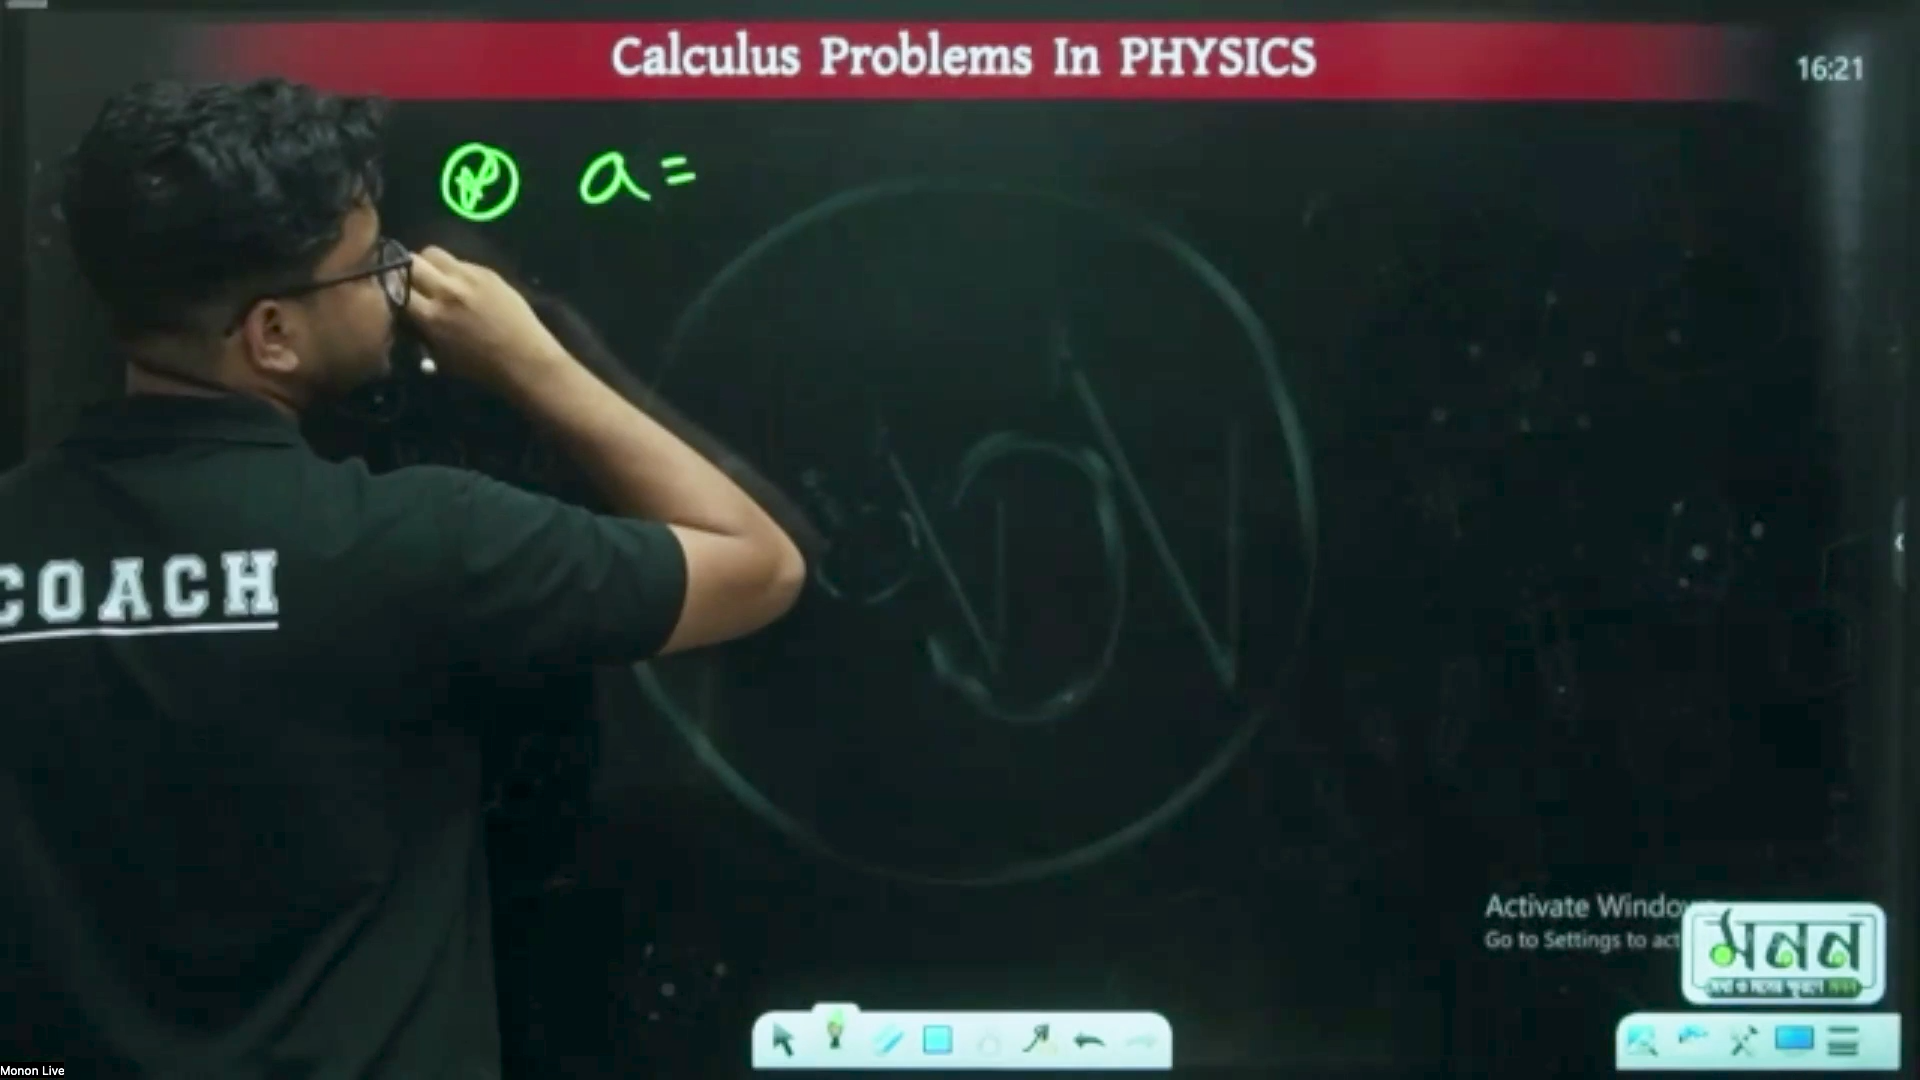 Calculus Problems In PHYSICS
16:21
a =
COACH
Activate Windo
Go to Settings to act
মনন
Monon Live